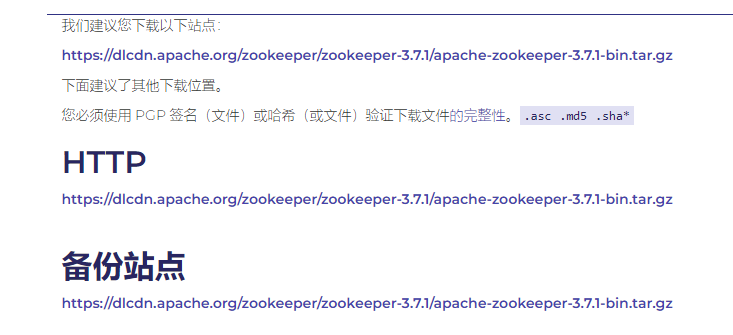 我们建议您下载以下站点：
https://dlcdn.apache.org/zookeeper/zookeeper-3.7.1/apache-zookeeper-3.7.1-bin.tar.gz
下面建议了其他下载位置。
您必须使用 PGP 签名（文件）或哈希（或文件）验证下载文件的完整性。 .asc .md5 .sha*
HTTP
https://dlcdn.apache.org/zookeeper/zookeeper-3.7.1/apache-zookeeper-3.7.1-bin.tar.gz
备份站点
https://dlcdn.apache.org/zookeeper/zookeeper-3.7.1/apache-zookeeper-3.7.1-bin.tar.gz